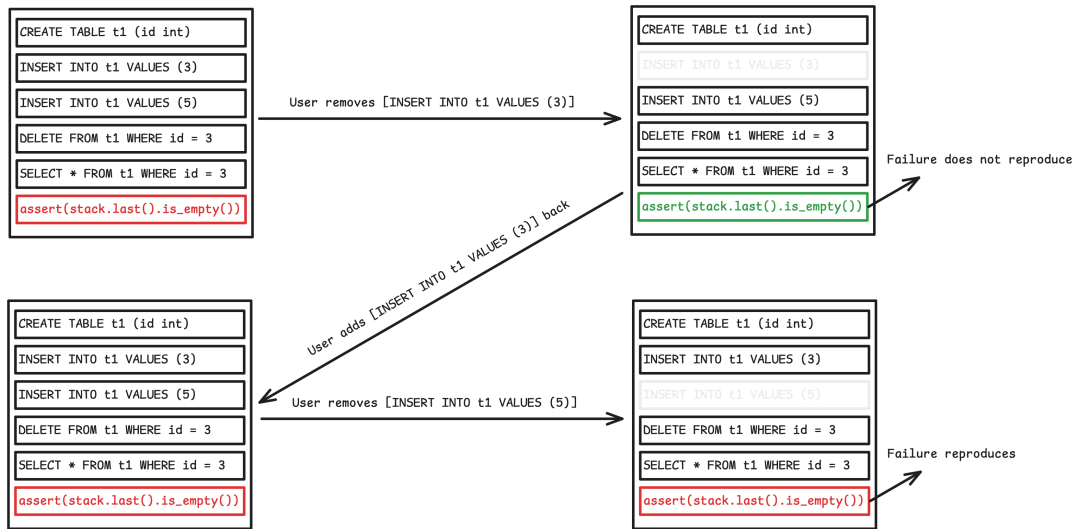 CREATE TABLE t1 (id int)
INSERT INTO t1 VALUES (3)
INSERT INTO t1 VALUES (5)
DELETE FROM t1 WHERE id = 3
SELECT * FROM t1 WHERE id = 3
assert(stack.last().is_empty())
User removes [INSERT INTO t1 VALUES (3)]
CREATE TABLE t1 (id int)
INSERT INTO t1 VALUES (3)
INSERT INTO t1 VALUES (5)
DELETE FROM t1 WHERE id = 3
SELECT * FROM t1 WHERE id = 3
assert(stack.last().is_empty())
Failure does not reproduce
User adds [INSERT INTO t1 VALUES (3)] back
CREATE TABLE t1 (id int)
INSERT INTO t1 VALUES (3)
INSERT INTO t1 VALUES (5)
DELETE FROM t1 WHERE id = 3
SELECT * FROM t1 WHERE id = 3
assert(stack.last().is_empty())
User removes [INSERT INTO t1 VALUES (5)]
CREATE TABLE t1 (id int)
INSERT INTO t1 VALUES (3)
INSERT INTO t1 VALUES (5)
DELETE FROM t1 WHERE id = 3
SELECT * FROM t1 WHERE id = 3
assert(stack.last().is_empty())
Failure reproduces